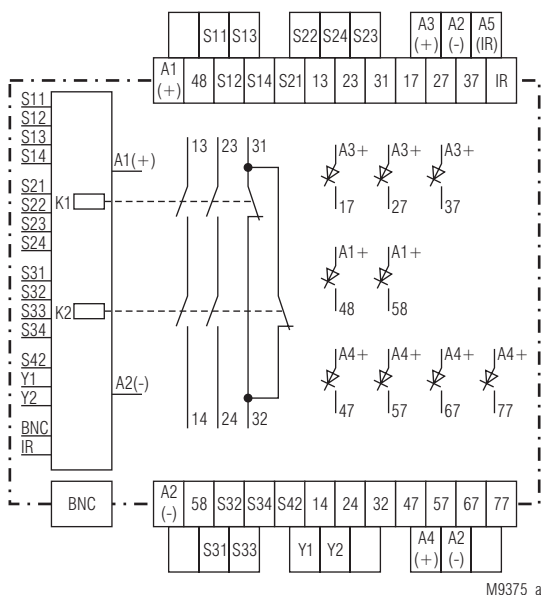 S11 S13 S22 S24 S23 A3 (+) A2 (-) A5 (IR)
A1 (+) 48 S12 S14 S21 13 23 31 17 27 37 IR
S11
S12
S13
S14
A1(+)
S21
K1
S22
S23
S24
S31
S32
K2
S33
S34
S42
Y1
A2(-)
Y2
BNC
IR
13 23 31
14 24 32
A3+ A3+ A3+
17 27 37
A1+ A1+
48 58
A4+ A4+ A4+ A4+
47 57 67 77
BNC
A2 (-) 58 S32 S34 S42 14 24 32 47 57 67 77
S31 S33 Y1 Y2 A4 (+) A2 (-)
M9375_a